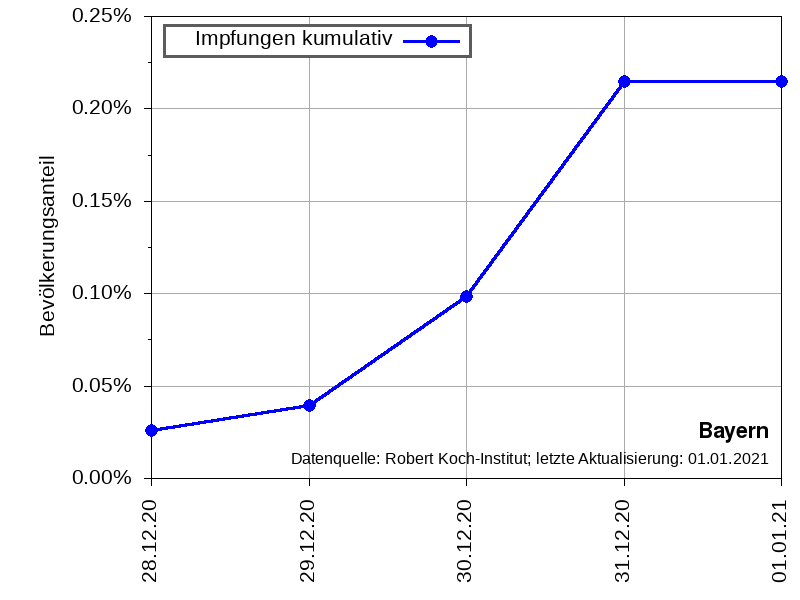 0.25%
Impfungen kumulativ
0.20%
0.15%
Bevölkerungsanteil
0.10%
0.05%
Bayern
Datenquelle: Robert Koch-Institut; letzte Aktualisierung: 01.01.2021
0.00%
28.12.20
29.12.20
30.12.20
31.12.20
01.01.21